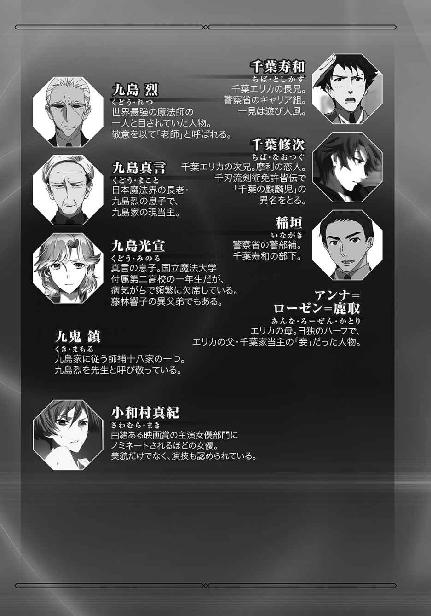 千葉寿和
ちば・としかず
千葉エリカの長兄。
警察省のキャリア組。
一見は遊び人風。
千葉修次
ちば・なおつぐ
千葉エリカの次兄。摩利の恋人。
千刃流剣術免許皆伝で
「千葉の麒麟児」の
異名をとる。
稲垣
いながき
警察省の警部補。
千葉寿和の部下。
アンナ=
ローゼン=鹿取
あんな・ろーぜん・かとり
エリカの母。日独のハーフで、
エリカの父・千葉家当主の「妾」だった人物。
九島 烈
くどう・れつ
世界最強の魔法師の
一人と目されていた人物。
敬意を以て「老師」と呼ばれる。
九島真言
くどう・まこと
日本魔法界の長老・
九島烈の息子で、
九島家の現当主。
九島光宣
くどう・みのる
真言の息子。国立魔法大学
付属第二高校の一年生だが、
病気がちで頻繁に欠席している。
藤林響子の異父弟でもある。
九鬼 鎮
くき・まもる
九島家に従う師補十八家の一つ。
九島烈を先生と呼び敬っている。
小和村真紀
さわむら・まき
由緒ある映画賞の主演女優部門に
ノミネートされるほどの女優。
美貌だけでなく、演技も認められている。